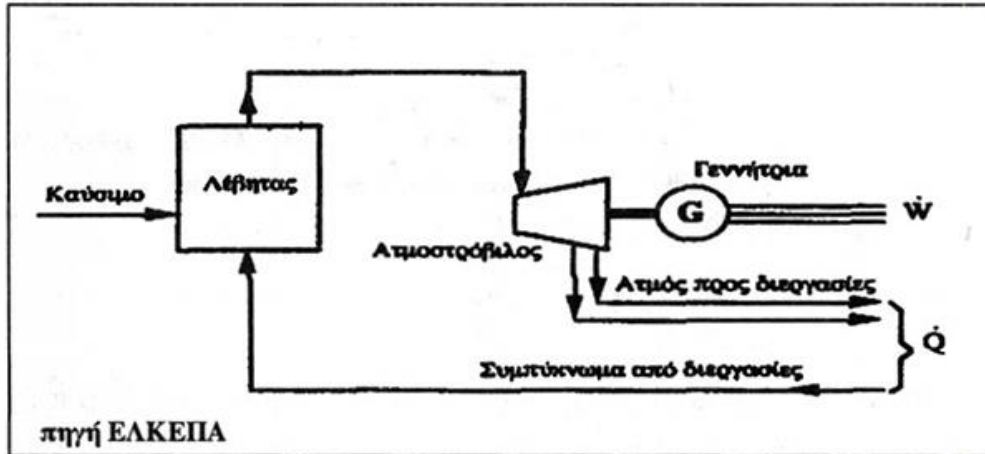 Γεννήτρια
Λέβητας
Καύσιμο
G
Ẇ
Ατμοστρόβιλος
Ατμός προς διεργασίες
Q̇
Συμπύκνωμα από διεργασίες
πηγή ΕΛΚΕΠΑ